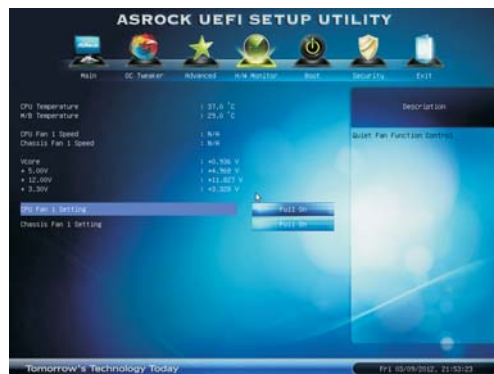 ASROCK UEFI SETUP UTILITY
Main OC Tweaker Advanced H/W Monitor Boot Security Exit
CPU Temperature : 37.0 °C
M/B Temperature : 29.0 °C
CPU Fan 1 Speed : N/A
Chassis Fan 1 Speed : N/A
Vcore : +0.936 V
+ 5.00V : +4.968 V
+ 12.00V : +11.827 V
+ 3.30V : +3.328 V
CPU Fan 1 Setting Full On
Chassis Fan 1 Setting Full On
Description
Quiet Fan Function Control
Tomorrow's Technology Today
Fri 03/09/2012, 21:53:23